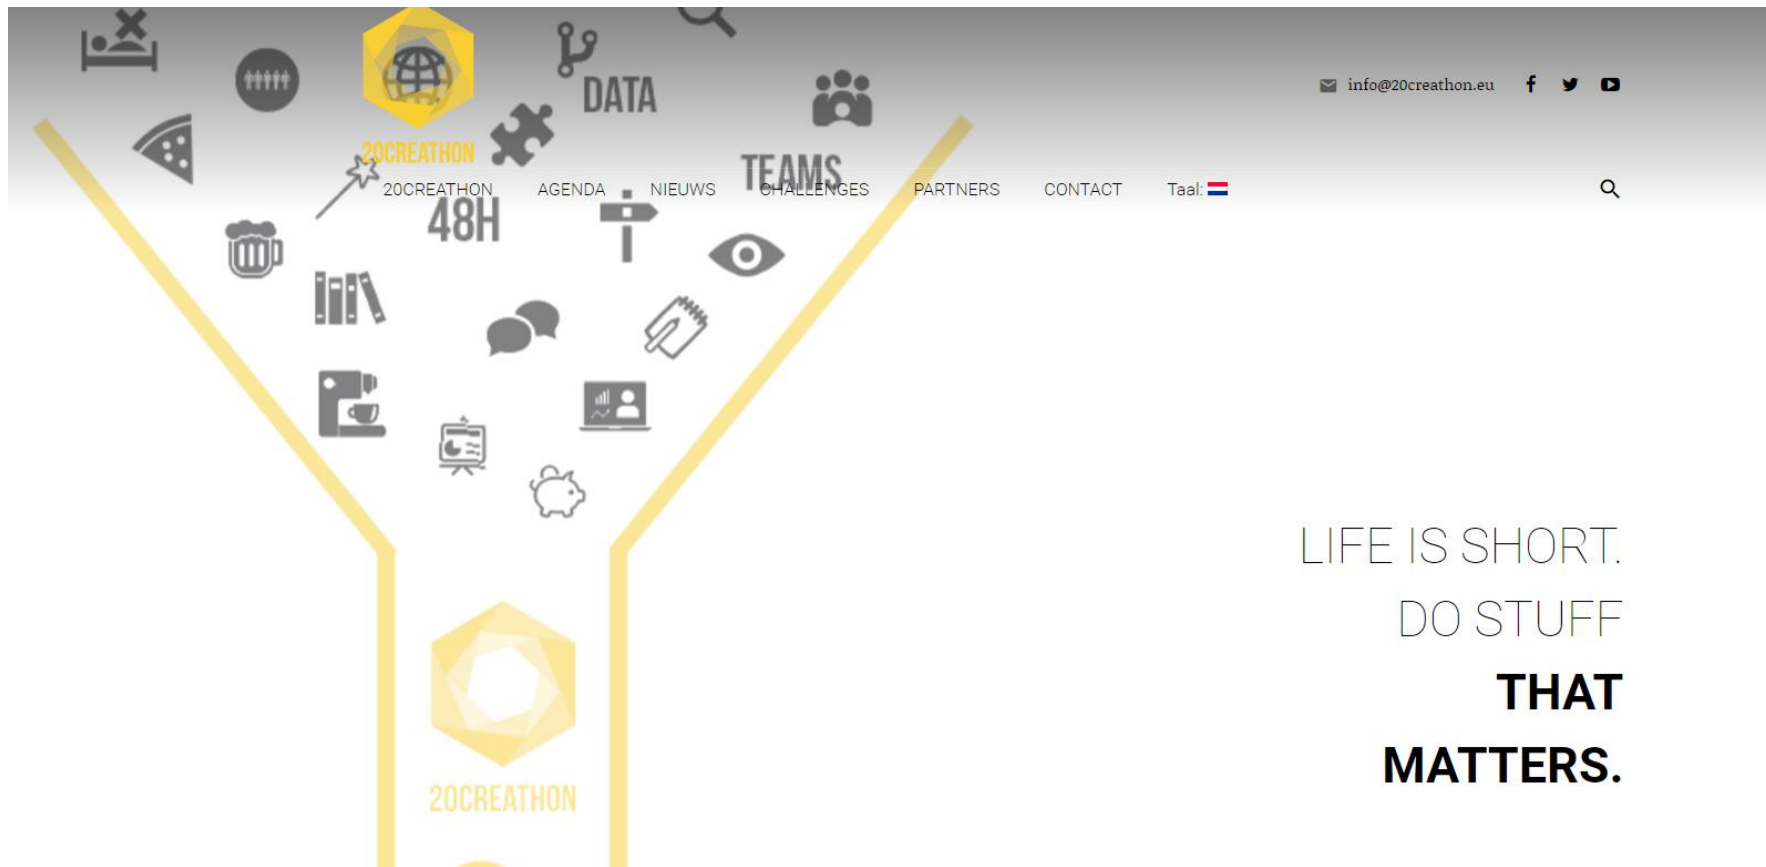 DATA
info@20creathon.eu
20CREATHON
TEAMS
20CREATHON AGENDA NIEUWS CHALLENGES PARTNERS CONTACT Taal:
48H
LIFE IS SHORT.
DO STUFF
THAT
MATTERS.
20CREATHON